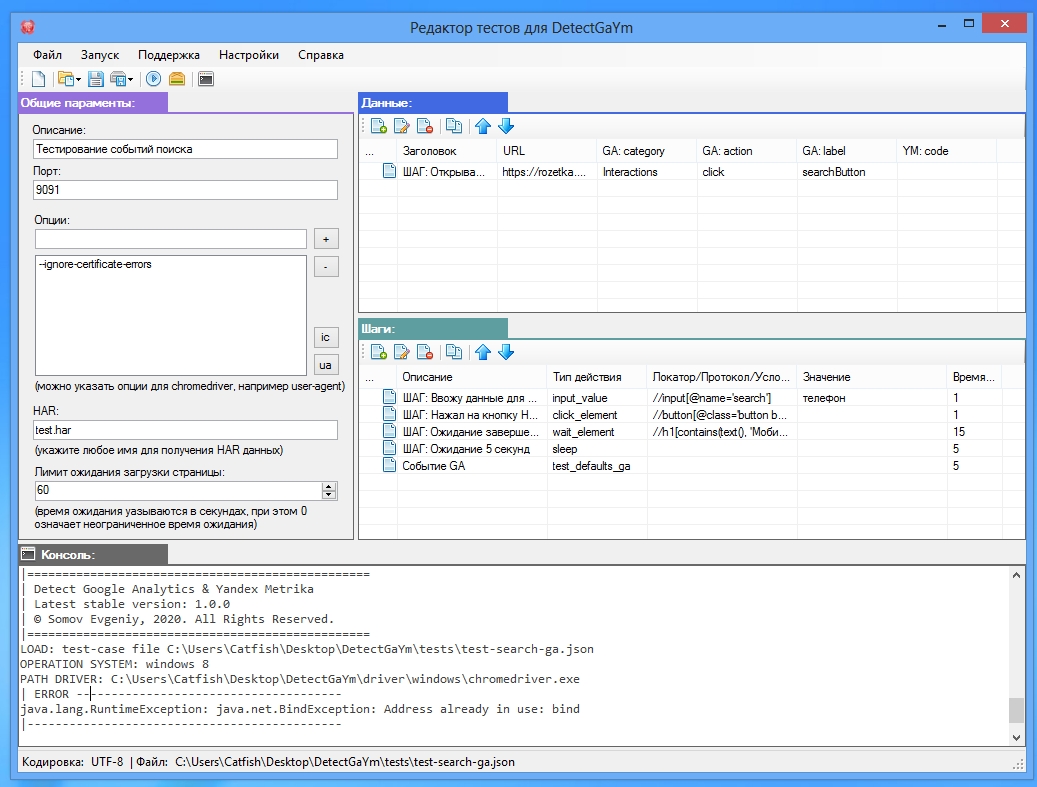 Редактор тестов для DetectGaYm
Файл Запуск Поддержка Настройки Справка
Общие параменты:
Описание:
Тестирование событий поиска
Порт:
9091
Опции:
+
--ignore-certificate-errors
-
ic
ua
(можно указать опции для chromedriver, например user-agent)
HAR:
test.har
(укажите любое имя для получения HAR данных)
Лимит ожидания загрузки страницы:
60
(время ожидания уазываются в секундах, при этом 0
означает неограниченное время ожидания)
Данные:
... Заголовок URL GA: category GA: action GA: label YM: code
ШАГ: Открыва... https://rozetka.... Interactions click searchButton
Шаги:
... Описание Тип действия Локатор/Протокол/Усло... Значение Время...
ШАГ: Ввожу данные для ... input_value //input[@name='search'] телефон 1
ШАГ: Нажал на кнопку Н... click_element //button[@class='button b... 1
ШАГ: Ожидание заверше... wait_element //h1[contains(text(), 'Моби... 15
ШАГ: Ожидание 5 секунд sleep 5
Событие GA test_defaults_ga 5
Консоль:
|=================================================
| Detect Google Analytics & Yandex Metrika
| Latest stable version: 1.0.0
| © Somov Evgeniy, 2020. All Rights Reserved.
|=================================================
LOAD: test-case file C:\Users\Catfish\Desktop\DetectGaYm\tests\test-search-ga.json
OPERATION SYSTEM: windows 8
PATH DRIVER: C:\Users\Catfish\Desktop\DetectGaYm\driver\windows\chromedriver.exe
| ERROR --------------------------------------
java.lang.RuntimeException: java.net.BindException: Address already in use: bind
|---------------------------------------------
Кодировка: UTF-8 | Файл: C:\Users\Catfish\Desktop\DetectGaYm\tests\test-search-ga.json